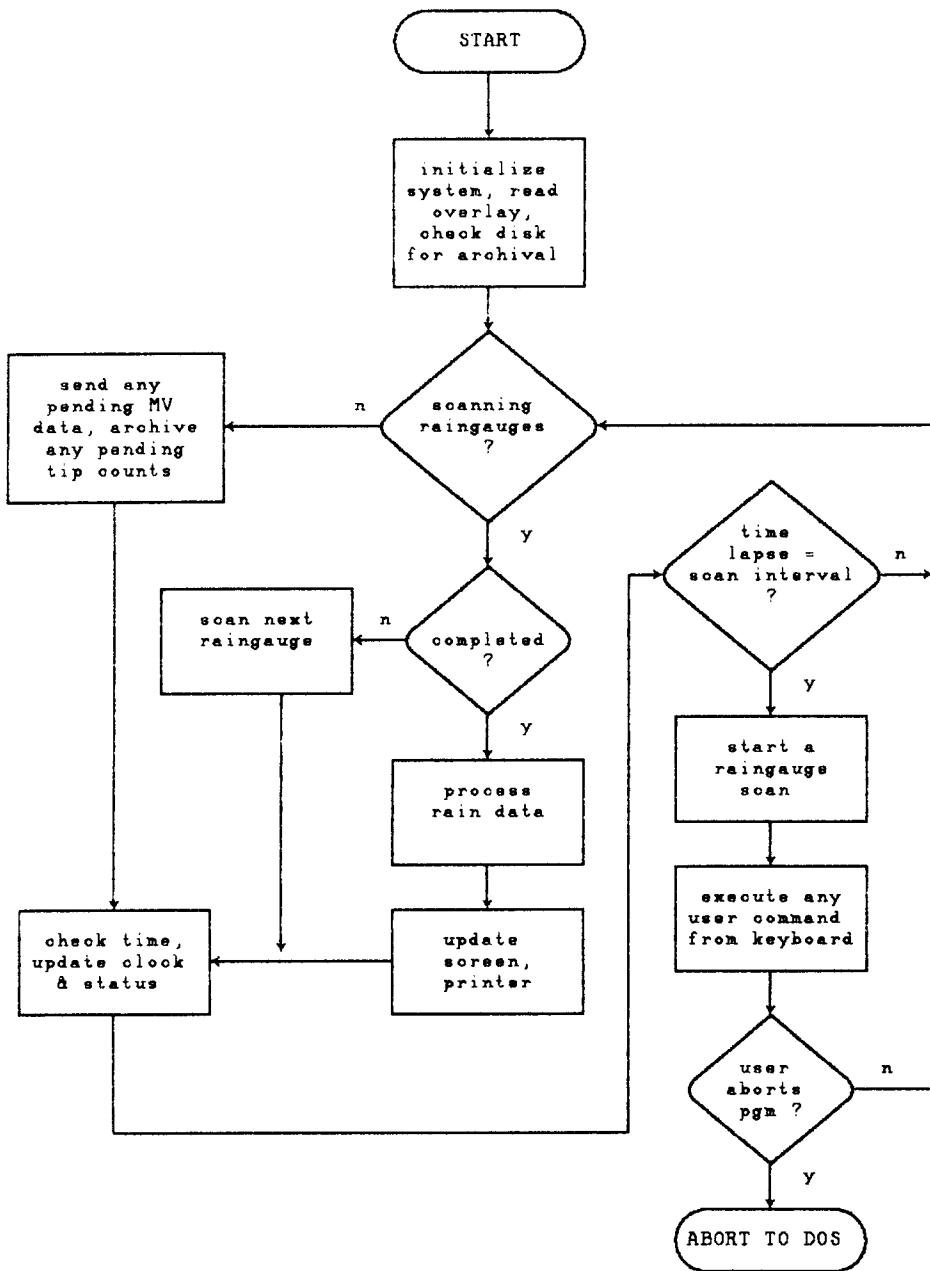 START
initialize
system, read
overlay,
check disk
for archival
scanning
raingauges
?
n
y
send any
pending MV
data, archive
any pending
tip counts
completed
?
n
y
scan next
raingauge
process
rain data
update
screen,
printer
check time,
update clock
& status
time
lapse =
scan interval
?
n
y
start a
raingauge
scan
execute any
user command
from keyboard
user
aborts
pgm ?
n
y
ABORT TO DOS